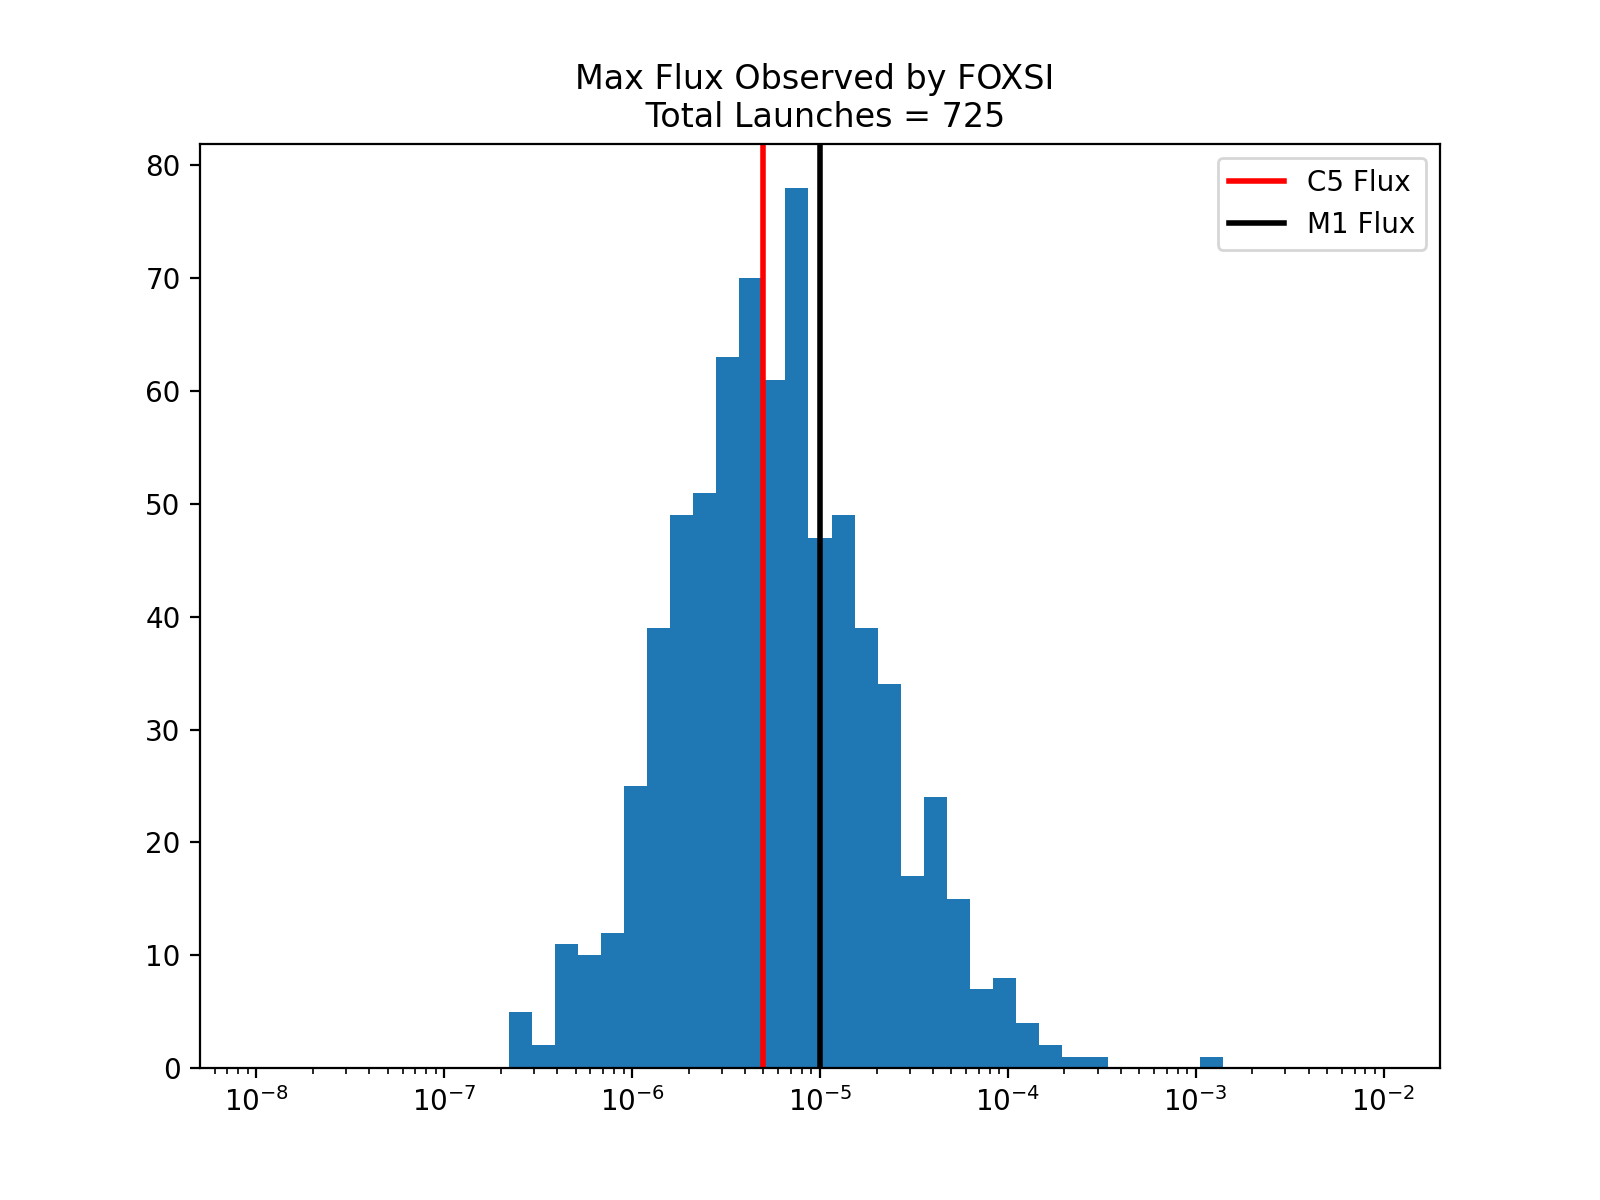 Max Flux Observed by FOXSI
Total Launches = 725
C5 Flux
M1 Flux
80
70
60
50
40
30
20
10
0
10⁻⁸ 10⁻⁷ 10⁻⁶ 10⁻⁵ 10⁻⁴ 10⁻³ 10⁻²